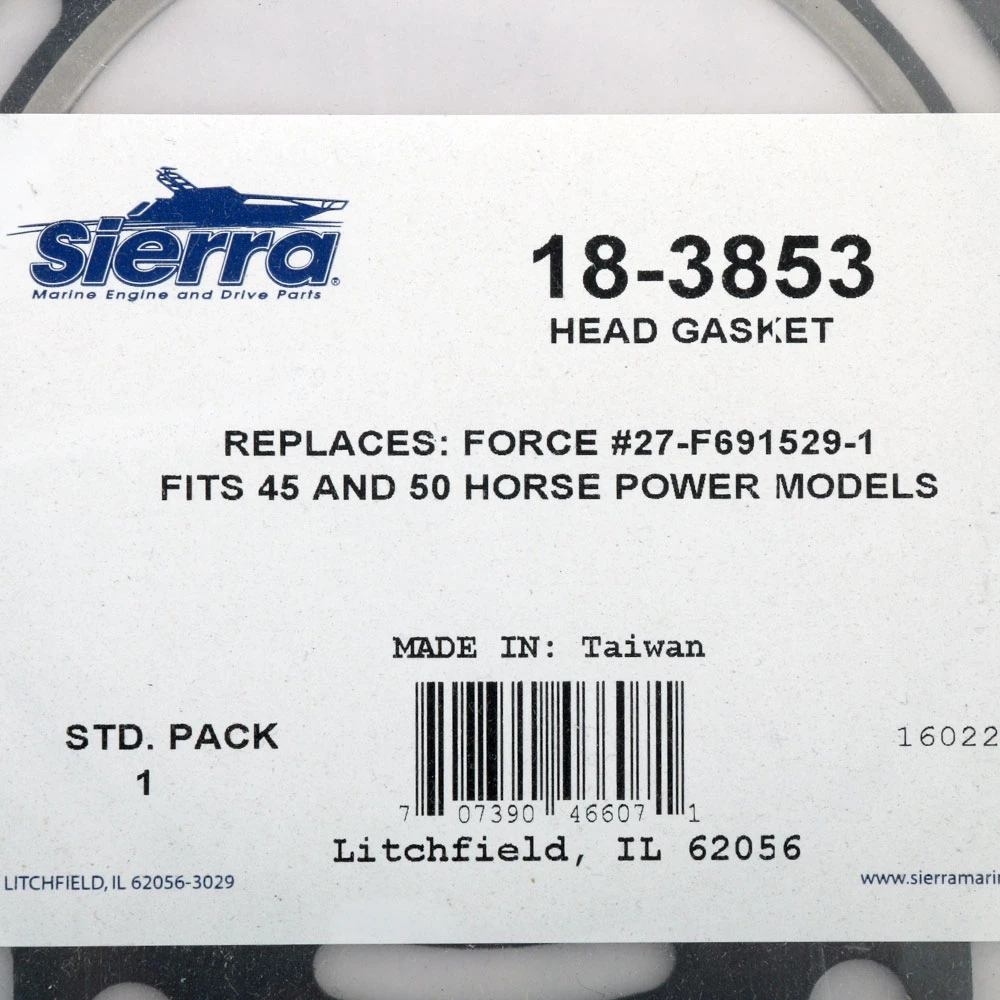 Sierra®
Marine Engine and Drive Parts
18-3853
HEAD GASKET
REPLACES: FORCE #27-F691529-1
FITS 45 AND 50 HORSE POWER MODELS
MADE IN: Taiwan
STD. PACK
1
16022
7 07390 46607 1
Litchfield, IL 62056
LITCHFIELD, IL 62056-3029
www.sierramari